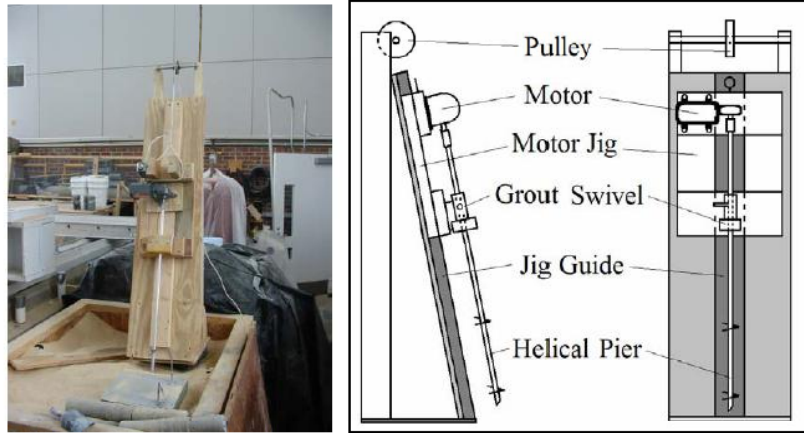 Pulley
Motor
Motor Jig
Grout Swivel
Jig Guide
Helical Pier